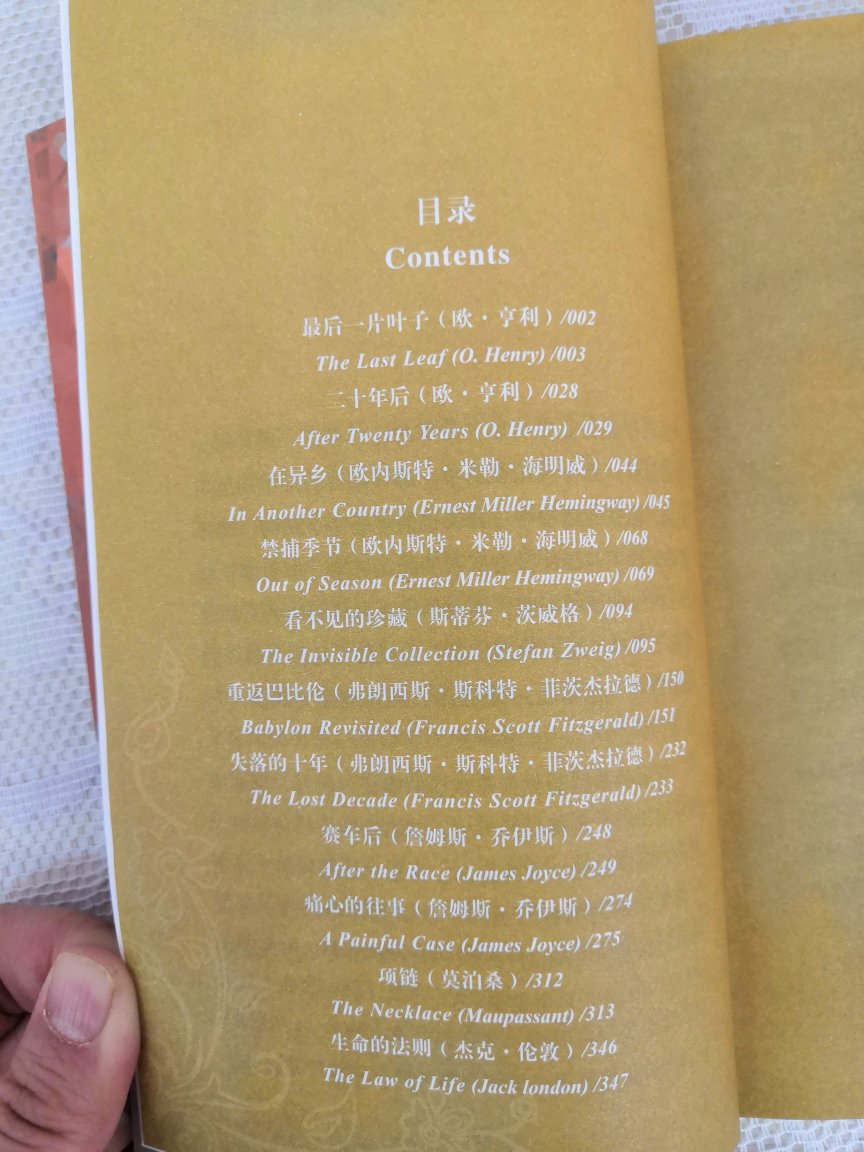 目录
Contents
最后一片叶子（欧·亨利）/002
The Last Leaf (O. Henry) /003
二十年后（欧·亨利）/028
After Twenty Years (O. Henry) /029
在异乡（欧内斯特·米勒·海明威）/044
In Another Country (Ernest Miller Hemingway) /045
禁捕季节（欧内斯特·米勒·海明威）/068
Out of Season (Ernest Miller Hemingway) /069
看不见的珍藏（斯蒂芬·茨威格）/094
The Invisible Collection (Stefan Zweig) /095
重返巴比伦（弗朗西斯·斯科特·菲茨杰拉德）/150
Babylon Revisited (Francis Scott Fitzgerald) /151
失落的十年（弗朗西斯·斯科特·菲茨杰拉德）/232
The Lost Decade (Francis Scott Fitzgerald) /233
赛车后（詹姆斯·乔伊斯）/248
After the Race (James Joyce) /249
痛心的往事（詹姆斯·乔伊斯）/274
A Painful Case (James Joyce) /275
项链（莫泊桑）/312
The Necklace (Maupassant) /313
生命的法则（杰克·伦敦）/346
The Law of Life (Jack london) /347